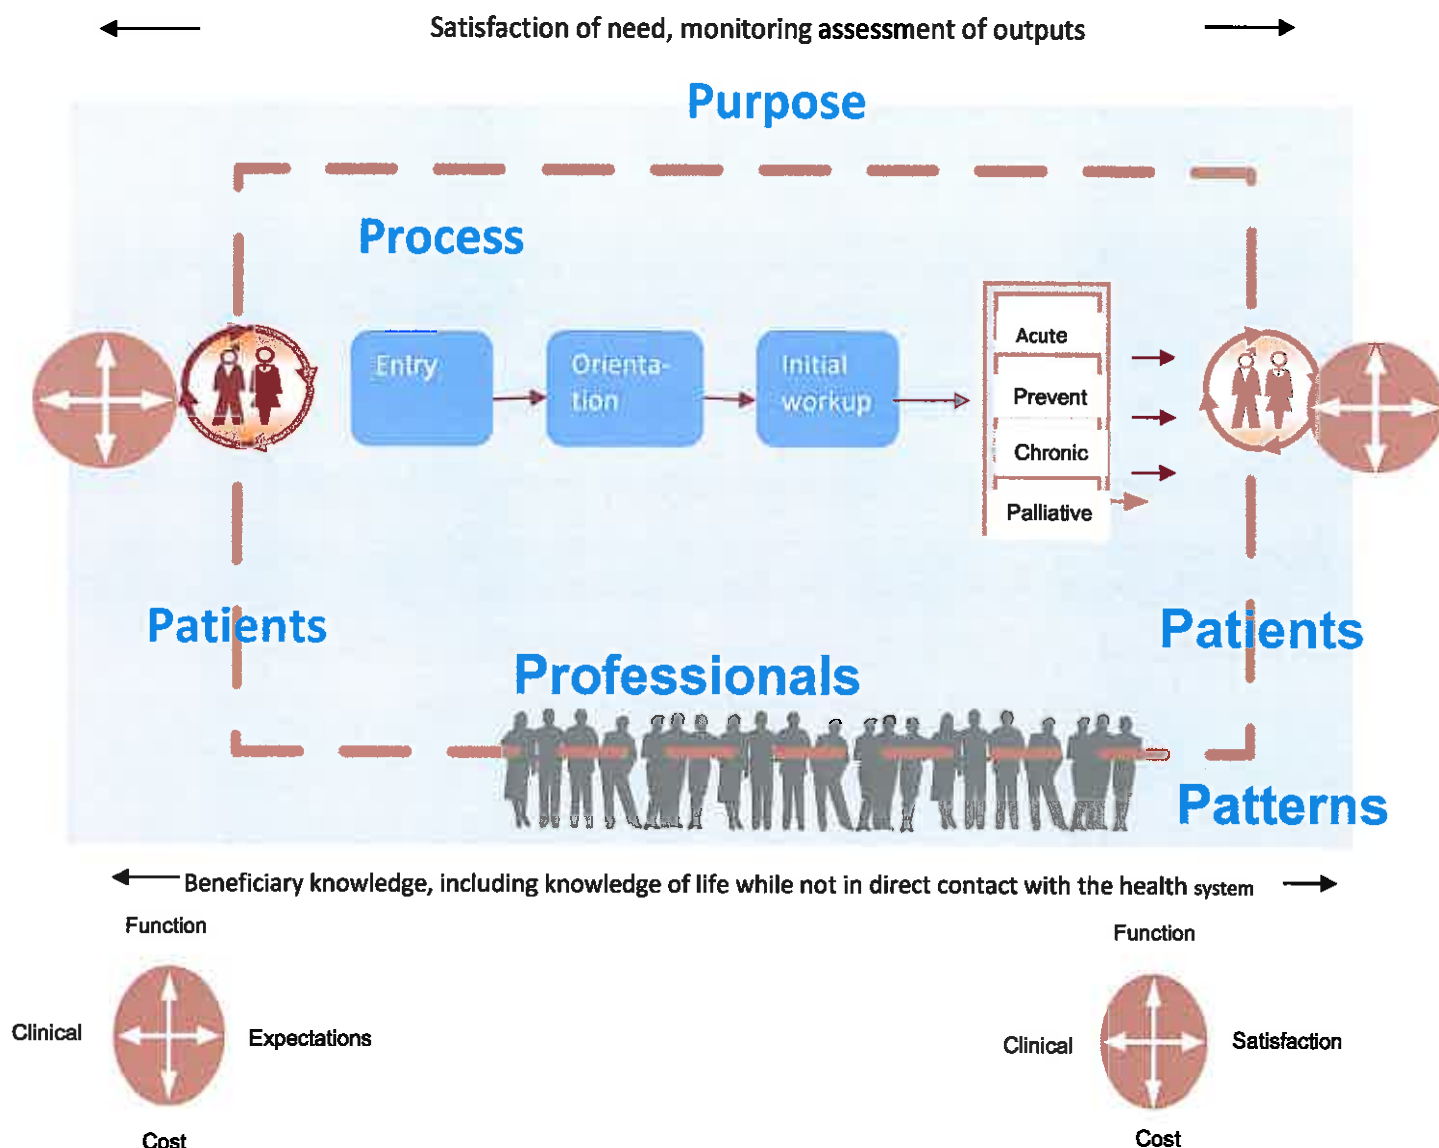 Satisfaction of need, monitoring assessment of outputs
Purpose
Process
Entry
Orienta-
tion
Initial
workup
Acute
Prevent
Chronic
Palliative
Patients
Patients
Professionals
Patterns
Beneficiary knowledge, including knowledge of life while not in direct contact with the health system
Function
Clinical
Expectations
Cost
Function
Clinical
Satisfaction
Cost